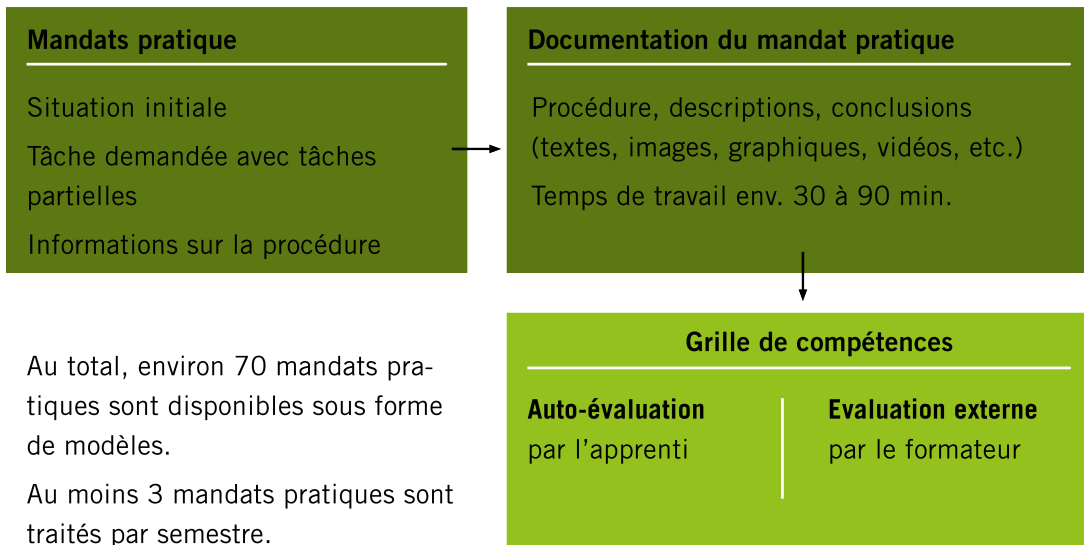 Mandats pratique
Situation initiale
Tâche demandée avec tâches
partielles
Informations sur la procédure
Documentation du mandat pratique
Procédure, descriptions, conclusions
(textes, images, graphiques, vidéos, etc.)
Temps de travail env. 30 à 90 min.
Grille de compétences
Auto-évaluation
par l’apprenti
Evaluation externe
par le formateur
Au total, environ 70 mandats pra-
tiques sont disponibles sous forme
de modèles.
Au moins 3 mandats pratiques sont
traités par semestre.